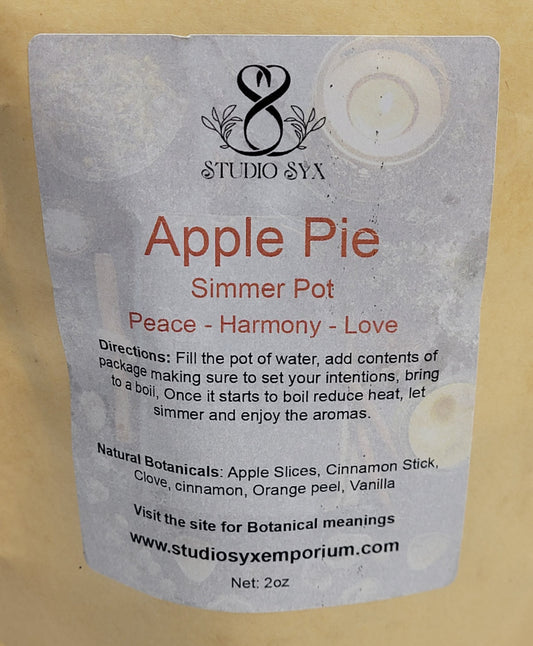 STUDIO SYX
Apple Pie
Simmer Pot
Peace - Harmony - Love
Directions: Fill the pot of water, add contents of
package making sure to set your intentions, bring
to a boil, Once it starts to boil reduce heat, let
simmer and enjoy the aromas.
Natural Botanicals: Apple Slices, Cinnamon Stick,
Clove, cinnamon, Orange peel, Vanilla
Visit the site for Botanical meanings
www.studiosyxemporium.com
Net: 2oz